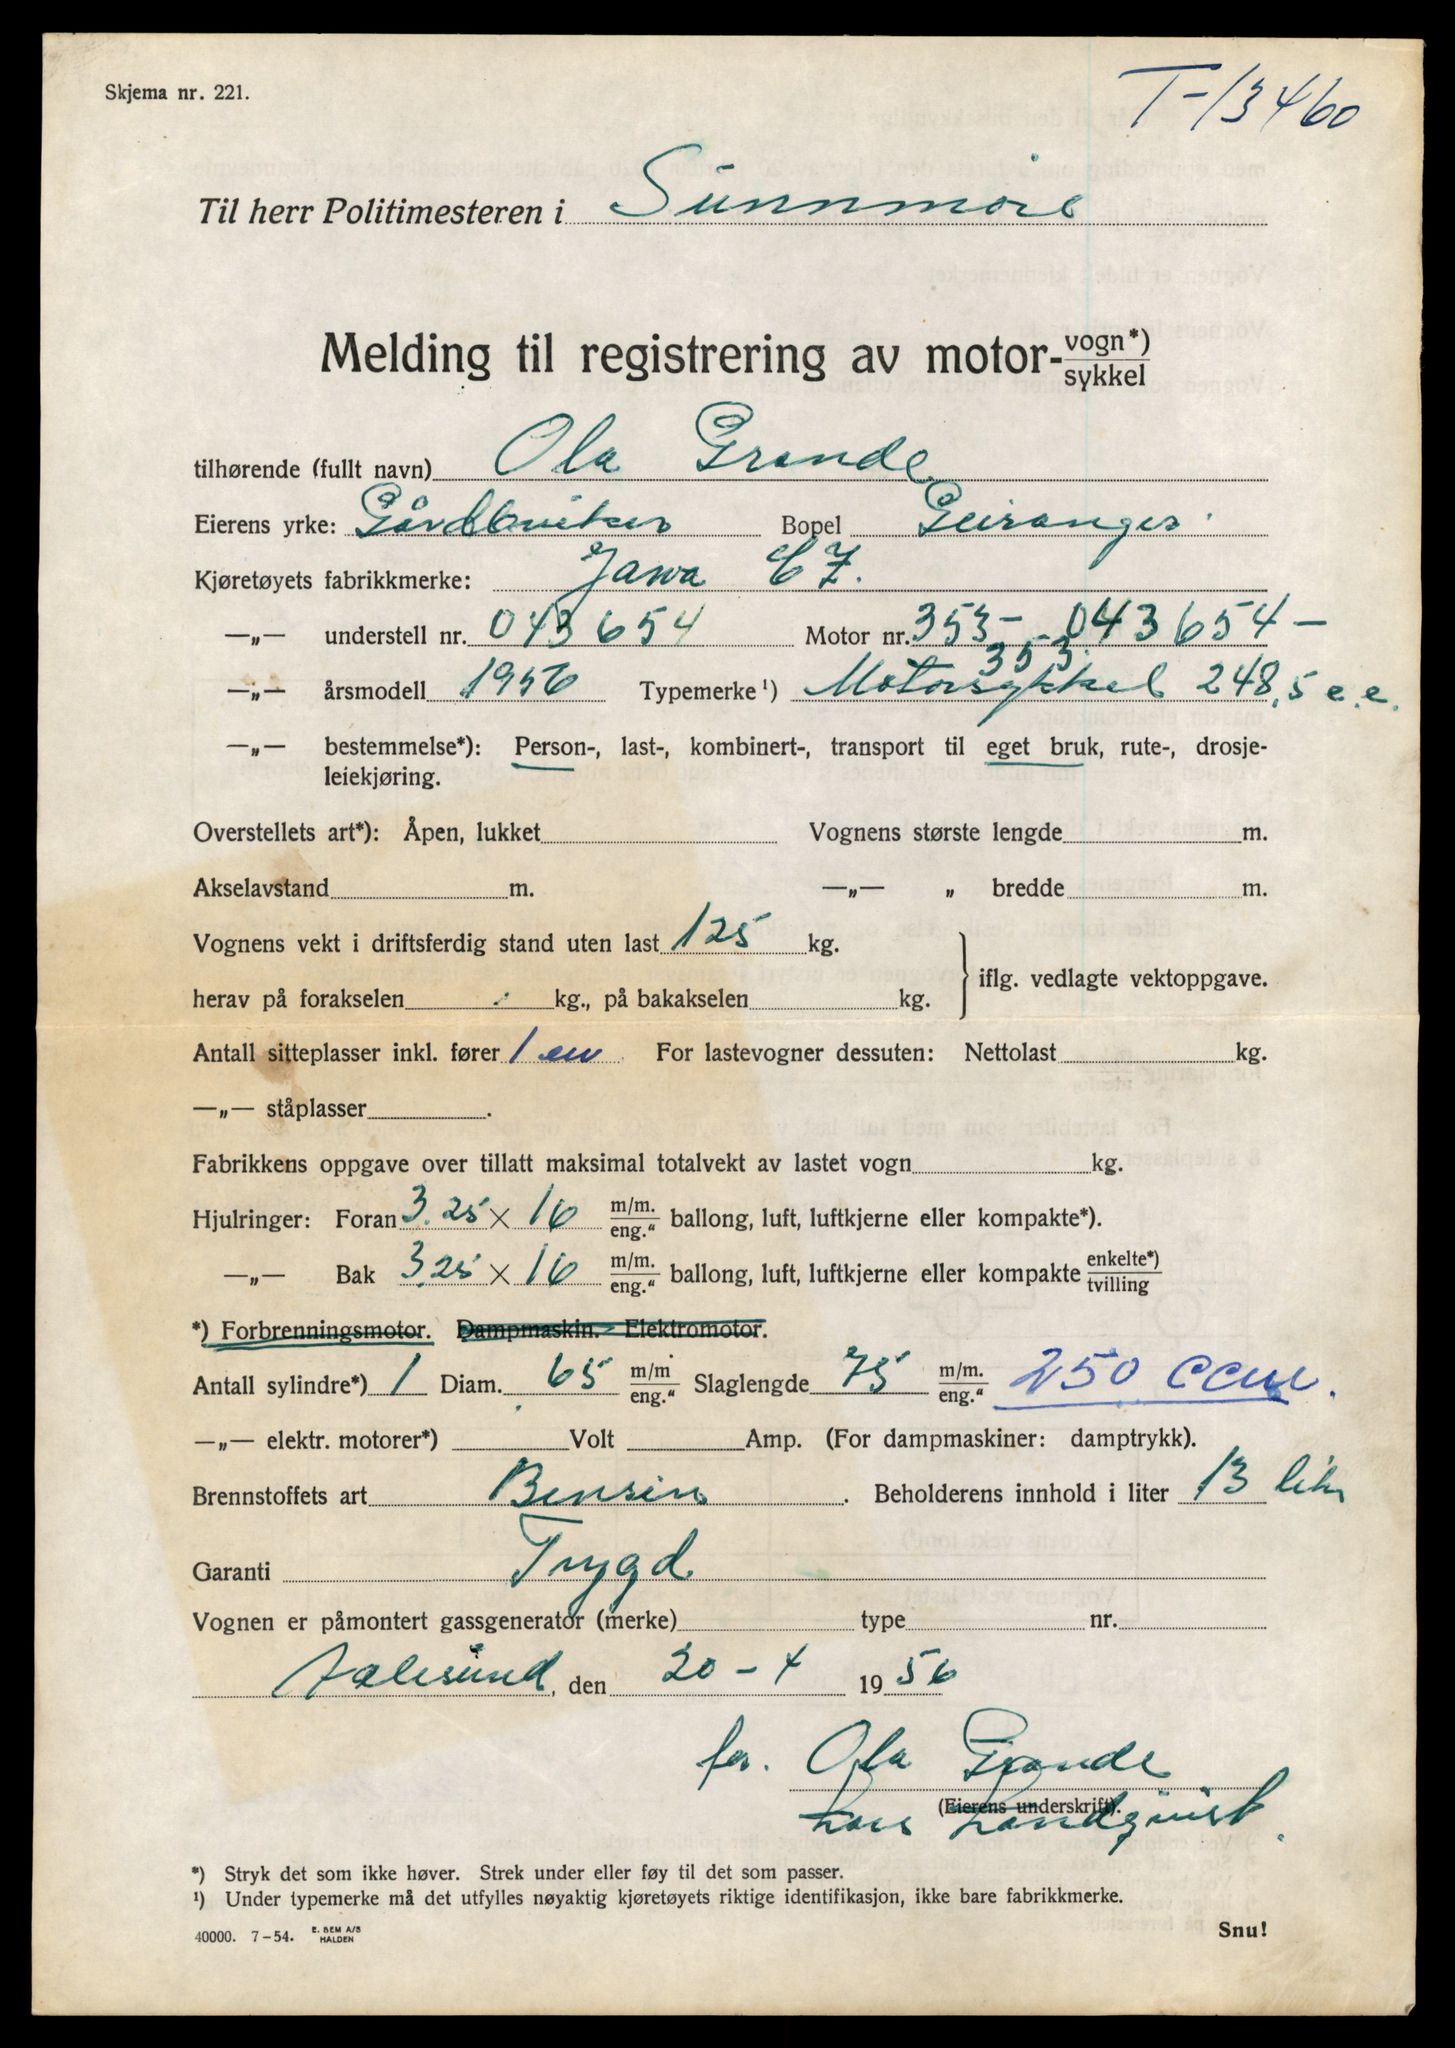 Skjema nr. 221.
T-13460
Til herr Politimesteren i Sunnmøre
Melding til registrering av motor- vogn*) sykkel
tilhørende (fullt navn) Ola Grande
Eierens yrke: Gårdbruker Bopel Geiranger.
Kjøretøyets fabrikkmerke: Jawa CZ.
—„— understell nr. 043654 Motor nr. 353- 043654 —
—„— årsmodell 1956 Typemerke ¹) Motorsykkel 353. 248,5 c.c.
—„— bestemmelse*): Person-, last-, kombinert-, transport til eget bruk, rute-, drosje-
leiekjøring.
Overstellets art*): Åpen, lukket Vognens største lengde m.
Akselavstand m. —„— „ bredde m.
Vognens vekt i driftsferdig stand uten last 125 kg.
herav på forakselen kg., på bakakselen kg. iflg. vedlagte vektoppgave.
Antall sitteplasser inkl. fører 1 en For lastevogner dessuten: Nettolast kg.
—„— ståplasser .
Fabrikkens oppgave over tillatt maksimal totalvekt av lastet vogn kg.
Hjulringer: Foran 3.25 × 16 m/m. eng.“ ballong, luft, luftkjerne eller kompakte*).
—„— Bak 3.25 × 16 m/m. eng.“ ballong, luft, luftkjerne eller kompakte enkelte*) tvilling
*) Forbrenningsmotor. Dampmaskin. Elektromotor.
Antall sylindre*) 1 Diam. 65 m/m eng.“ Slaglengde 75 m/m. eng.“ 250 ccm.
—„— elektr. motorer*) Volt Amp. (For dampmaskiner: damptrykk).
Brennstoffets art Bensin . Beholderens innhold i liter 13 liter
Garanti Trygd
Vognen er påmontert gassgenerator (merke) type nr.
Aalesund, den 20-4 1956
for. Ola Grande
(Eierens underskrift).
Lars Landqvist.
*) Stryk det som ikke høver. Strek under eller føy til det som passer.
¹) Under typemerke må det utfylles nøyaktig kjøretøyets riktige identifikasjon, ikke bare fabrikkmerke.
40000. 7-54. E. SEM A/S HALDEN
Snu!